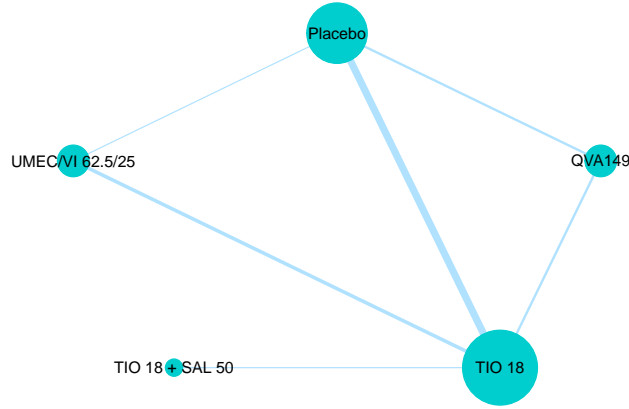 Placebo
UMEC/VI 62.5/25
QVA149
TIO 18 + SAL 50
TIO 18